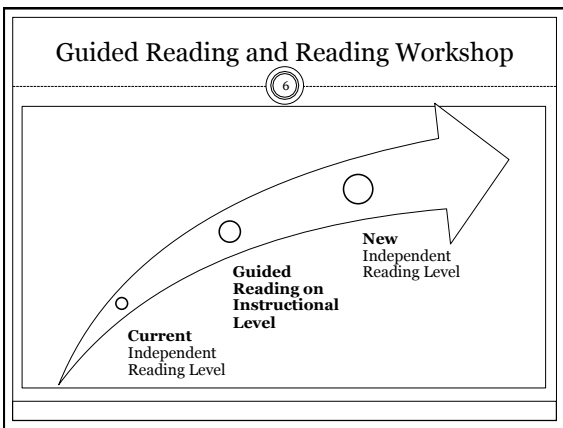 Guided Reading and Reading Workshop
6
New
Independent
Reading Level
Guided
Reading on
Instructional
Level
Current
Independent
Reading Level